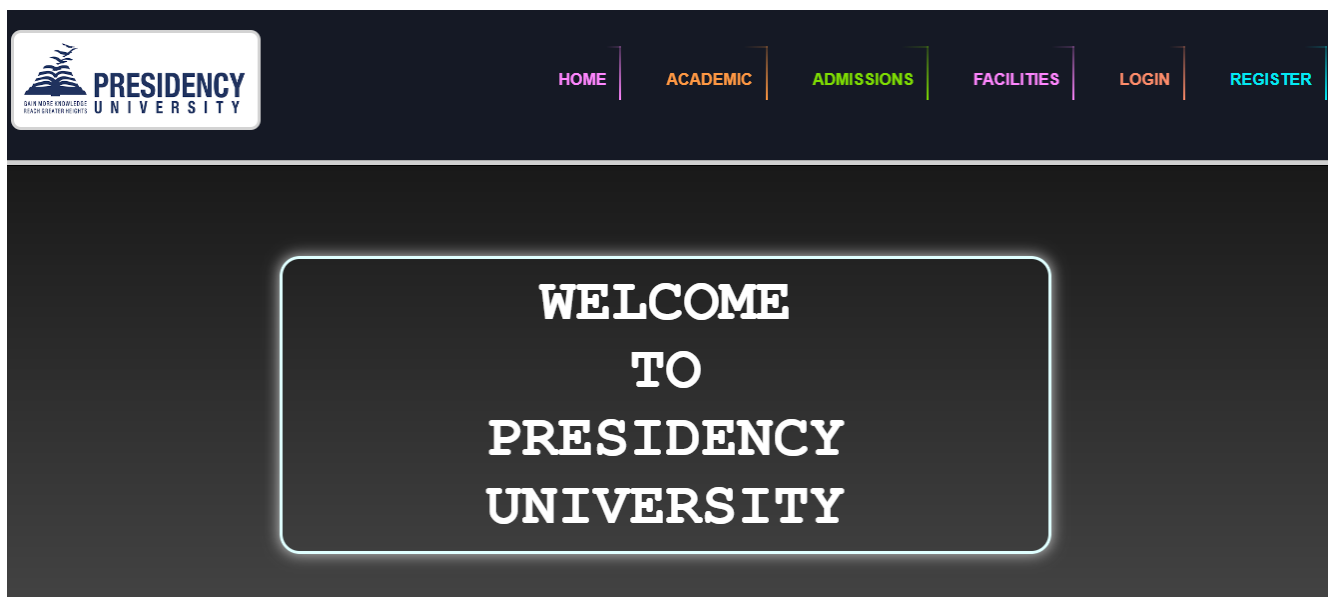 PRESIDENCY
UNIVERSITY
GAIN MORE KNOWLEDGE
REACH GREATER HEIGHTS
HOME ACADEMIC ADMISSIONS FACILITIES LOGIN REGISTER
WELCOME
TO
PRESIDENCY
UNIVERSITY